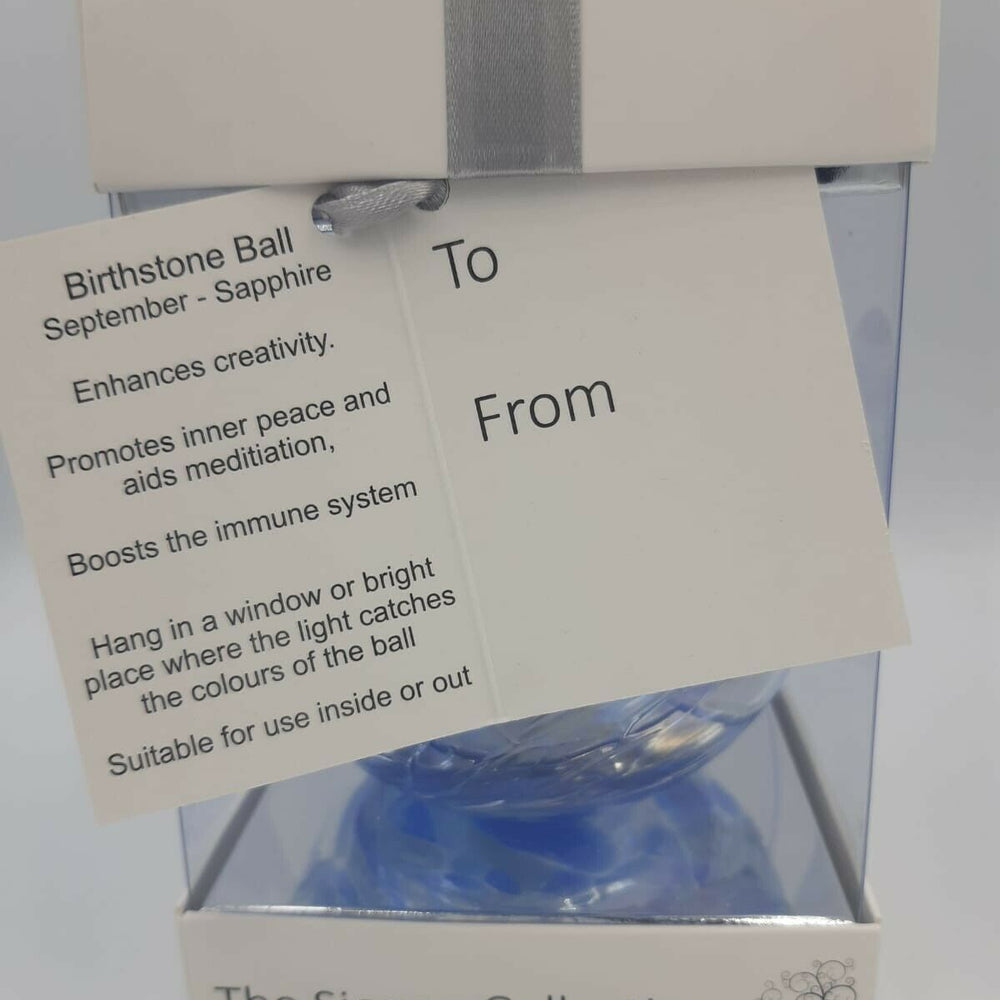 Birthstone Ball
September - Sapphire
Enhances creativity.
Promotes inner peace and
aids meditiation,
Boosts the immune system
Hang in a window or bright
place where the light catches
the colours of the ball
Suitable for use inside or out
To
From
The